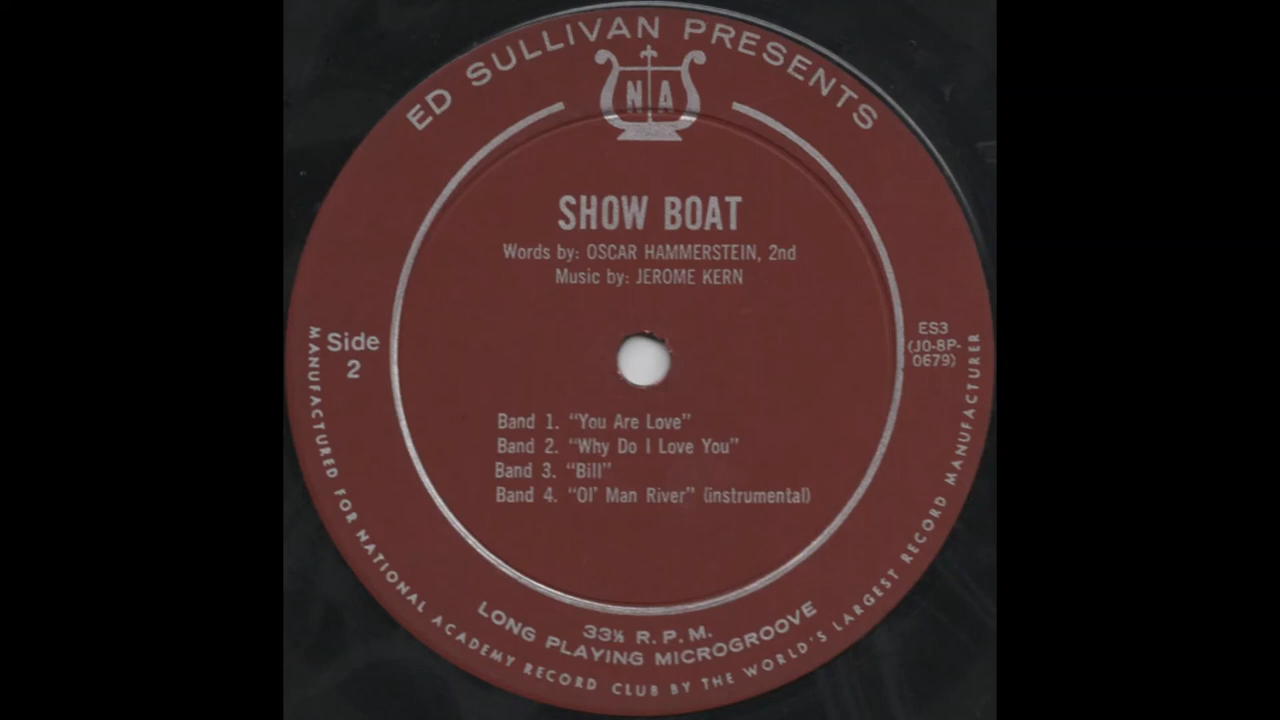 ED SULLIVAN PRESENTS
N A
SHOW BOAT
Words by: OSCAR HAMMERSTEIN, 2nd
Music by: JEROME KERN
Side
2
ES3
(J0-8P-
0679)
Band 1. "You Are Love"
Band 2. "Why Do I Love You"
Band 3. "Bill"
Band 4. "Ol' Man River" (instrumental)
33⅓ R.P.M.
LONG PLAYING MICROGROOVE
MANUFACTURED FOR NATIONAL ACADEMY RECORD CLUB BY THE WORLD'S LARGEST RECORD MANUFACTURER